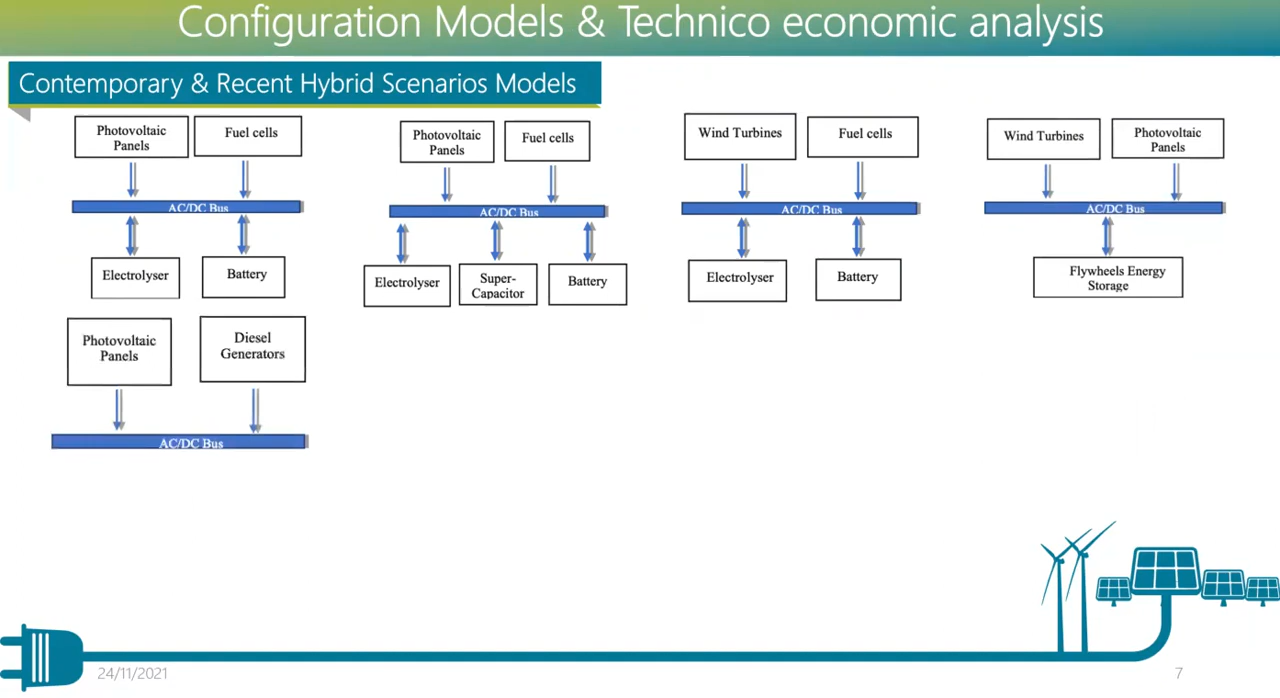 Configuration Models & Technico economic analysis
Contemporary & Recent Hybrid Scenarios Models
Photovoltaic
Panels
Fuel cells
AC/DC Bus
Electrolyser
Battery
Photovoltaic
Panels
Fuel cells
AC/DC Bus
Electrolyser
Super-
Capacitor
Battery
Wind Turbines
Fuel cells
AC/DC Bus
Electrolyser
Battery
Wind Turbines
Photovoltaic
Panels
AC/DC Bus
Flywheels Energy
Storage
Photovoltaic
Panels
Diesel
Generators
AC/DC Bus
24/11/2021
7